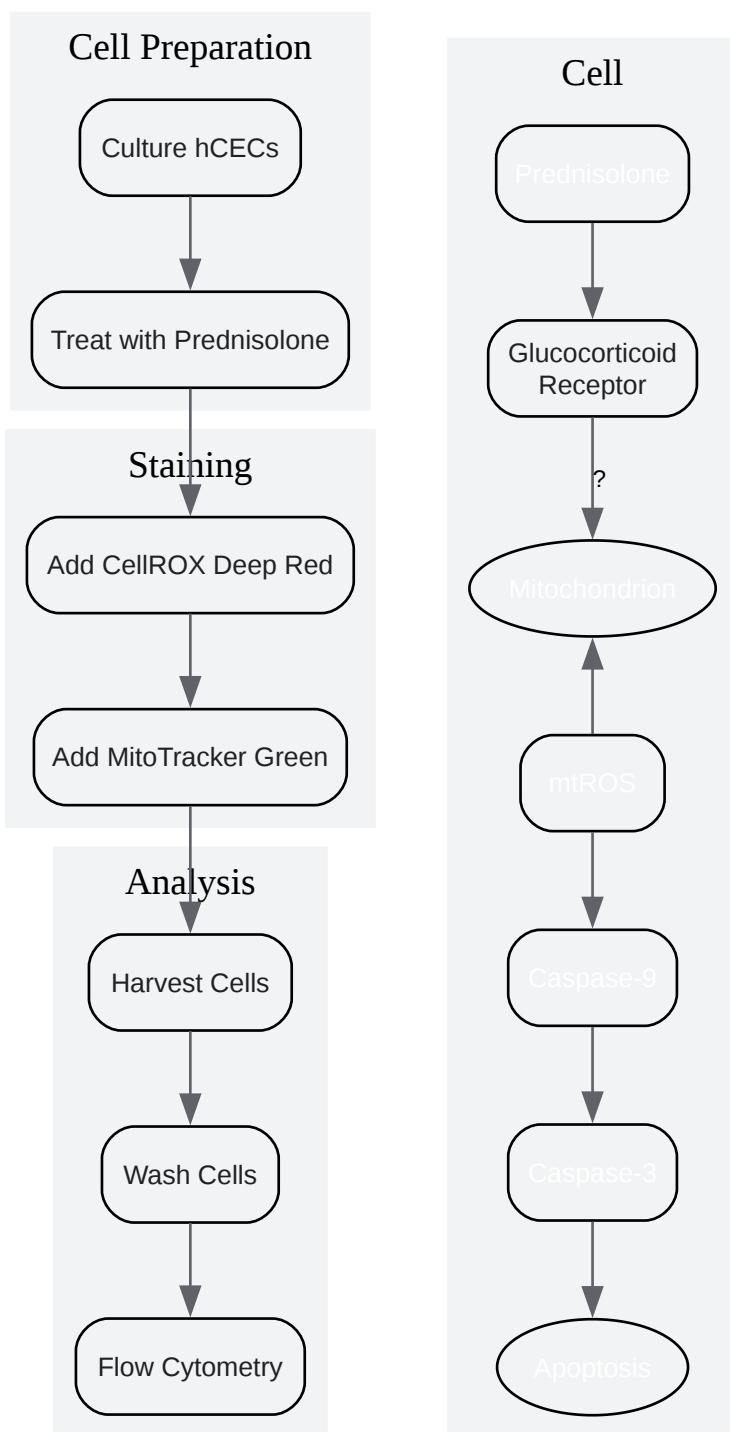 Cell Preparation
Culture hCECs
Treat with Prednisolone
Staining
Add CellROX Deep Red
Add MitoTracker Green
Analysis
Harvest Cells
Wash Cells
Flow Cytometry
Cell
Prednisolone
Glucocorticoid
Receptor
?
Mitochondrion
mtROS
Caspase-9
Caspase-3
Apoptosis